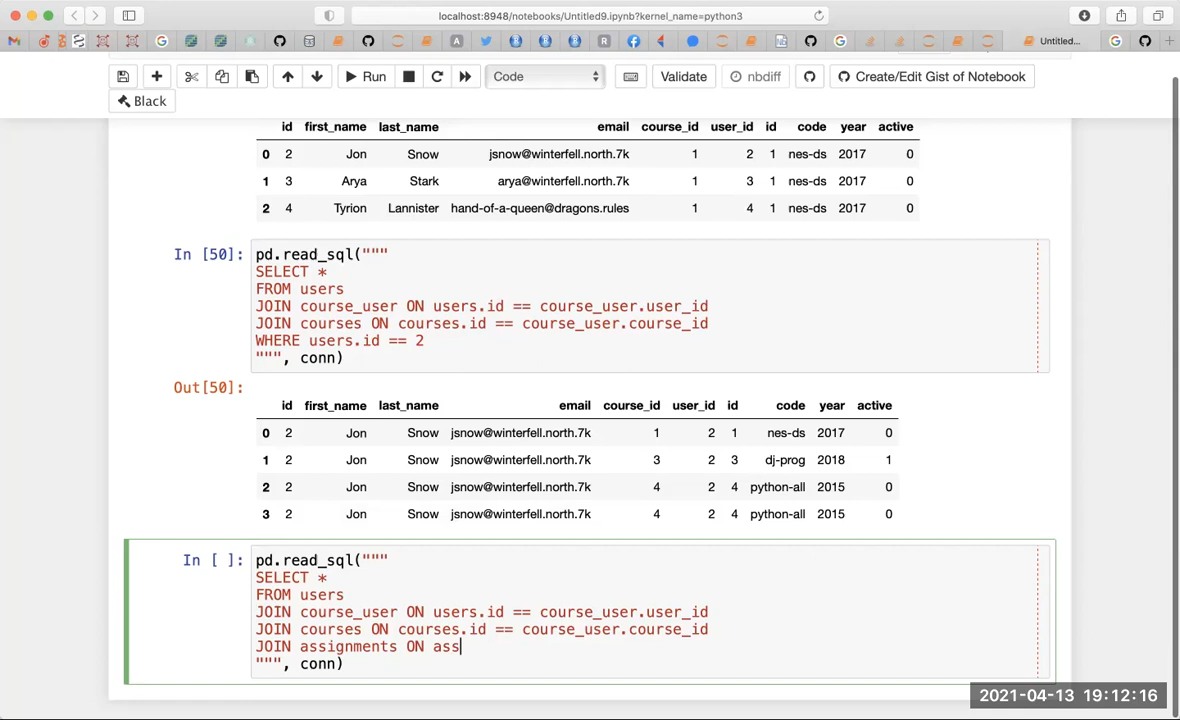 localhost:8948/notebooks/Untitled9.ipynb?kernel_name=python3
Untitled...
Run
Code
Validate
nbdiff
Create/Edit Gist of Notebook
Black
id first_name last_name email course_id user_id id code year active
0 2 Jon Snow jsnow@winterfell.north.7k 1 2 1 nes-ds 2017 0
1 3 Arya Stark arya@winterfell.north.7k 1 3 1 nes-ds 2017 0
2 4 Tyrion Lannister hand-of-a-queen@dragons.rules 1 4 1 nes-ds 2017 0
In [50]: pd.read_sql("""
SELECT *
FROM users
JOIN course_user ON users.id == course_user.user_id
JOIN courses ON courses.id == course_user.course_id
WHERE users.id == 2
""", conn)
Out[50]:
id first_name last_name email course_id user_id id code year active
0 2 Jon Snow jsnow@winterfell.north.7k 1 2 1 nes-ds 2017 0
1 2 Jon Snow jsnow@winterfell.north.7k 3 2 3 dj-prog 2018 1
2 2 Jon Snow jsnow@winterfell.north.7k 4 2 4 python-all 2015 0
3 2 Jon Snow jsnow@winterfell.north.7k 4 2 4 python-all 2015 0
In [ ]: pd.read_sql("""
SELECT *
FROM users
JOIN course_user ON users.id == course_user.user_id
JOIN courses ON courses.id == course_user.course_id
JOIN assignments ON ass
""", conn)
2021-04-13 19:12:16